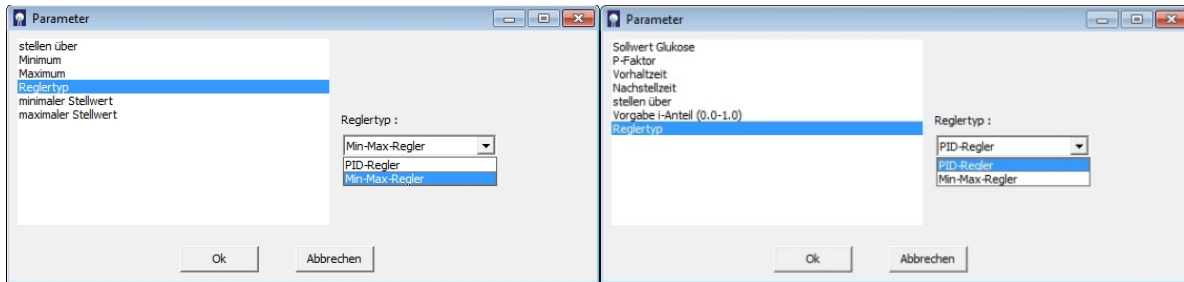 Parameter
stellen über
Minimum
Maximum
Reglertyp
minimaler Stellwert
maximaler Stellwert
Reglertyp :
Min-Max-Regler
PID-Regler
Min-Max-Regler
Ok
Abbrechen
Parameter
Sollwert Glukose
P-Faktor
Vorhaltzeit
Nachstellzeit
stellen über
Vorgabe i-Anteil (0.0-1.0)
Reglertyp
Reglertyp :
PID-Regler
PID-Regler
Min-Max-Regler
Ok
Abbrechen